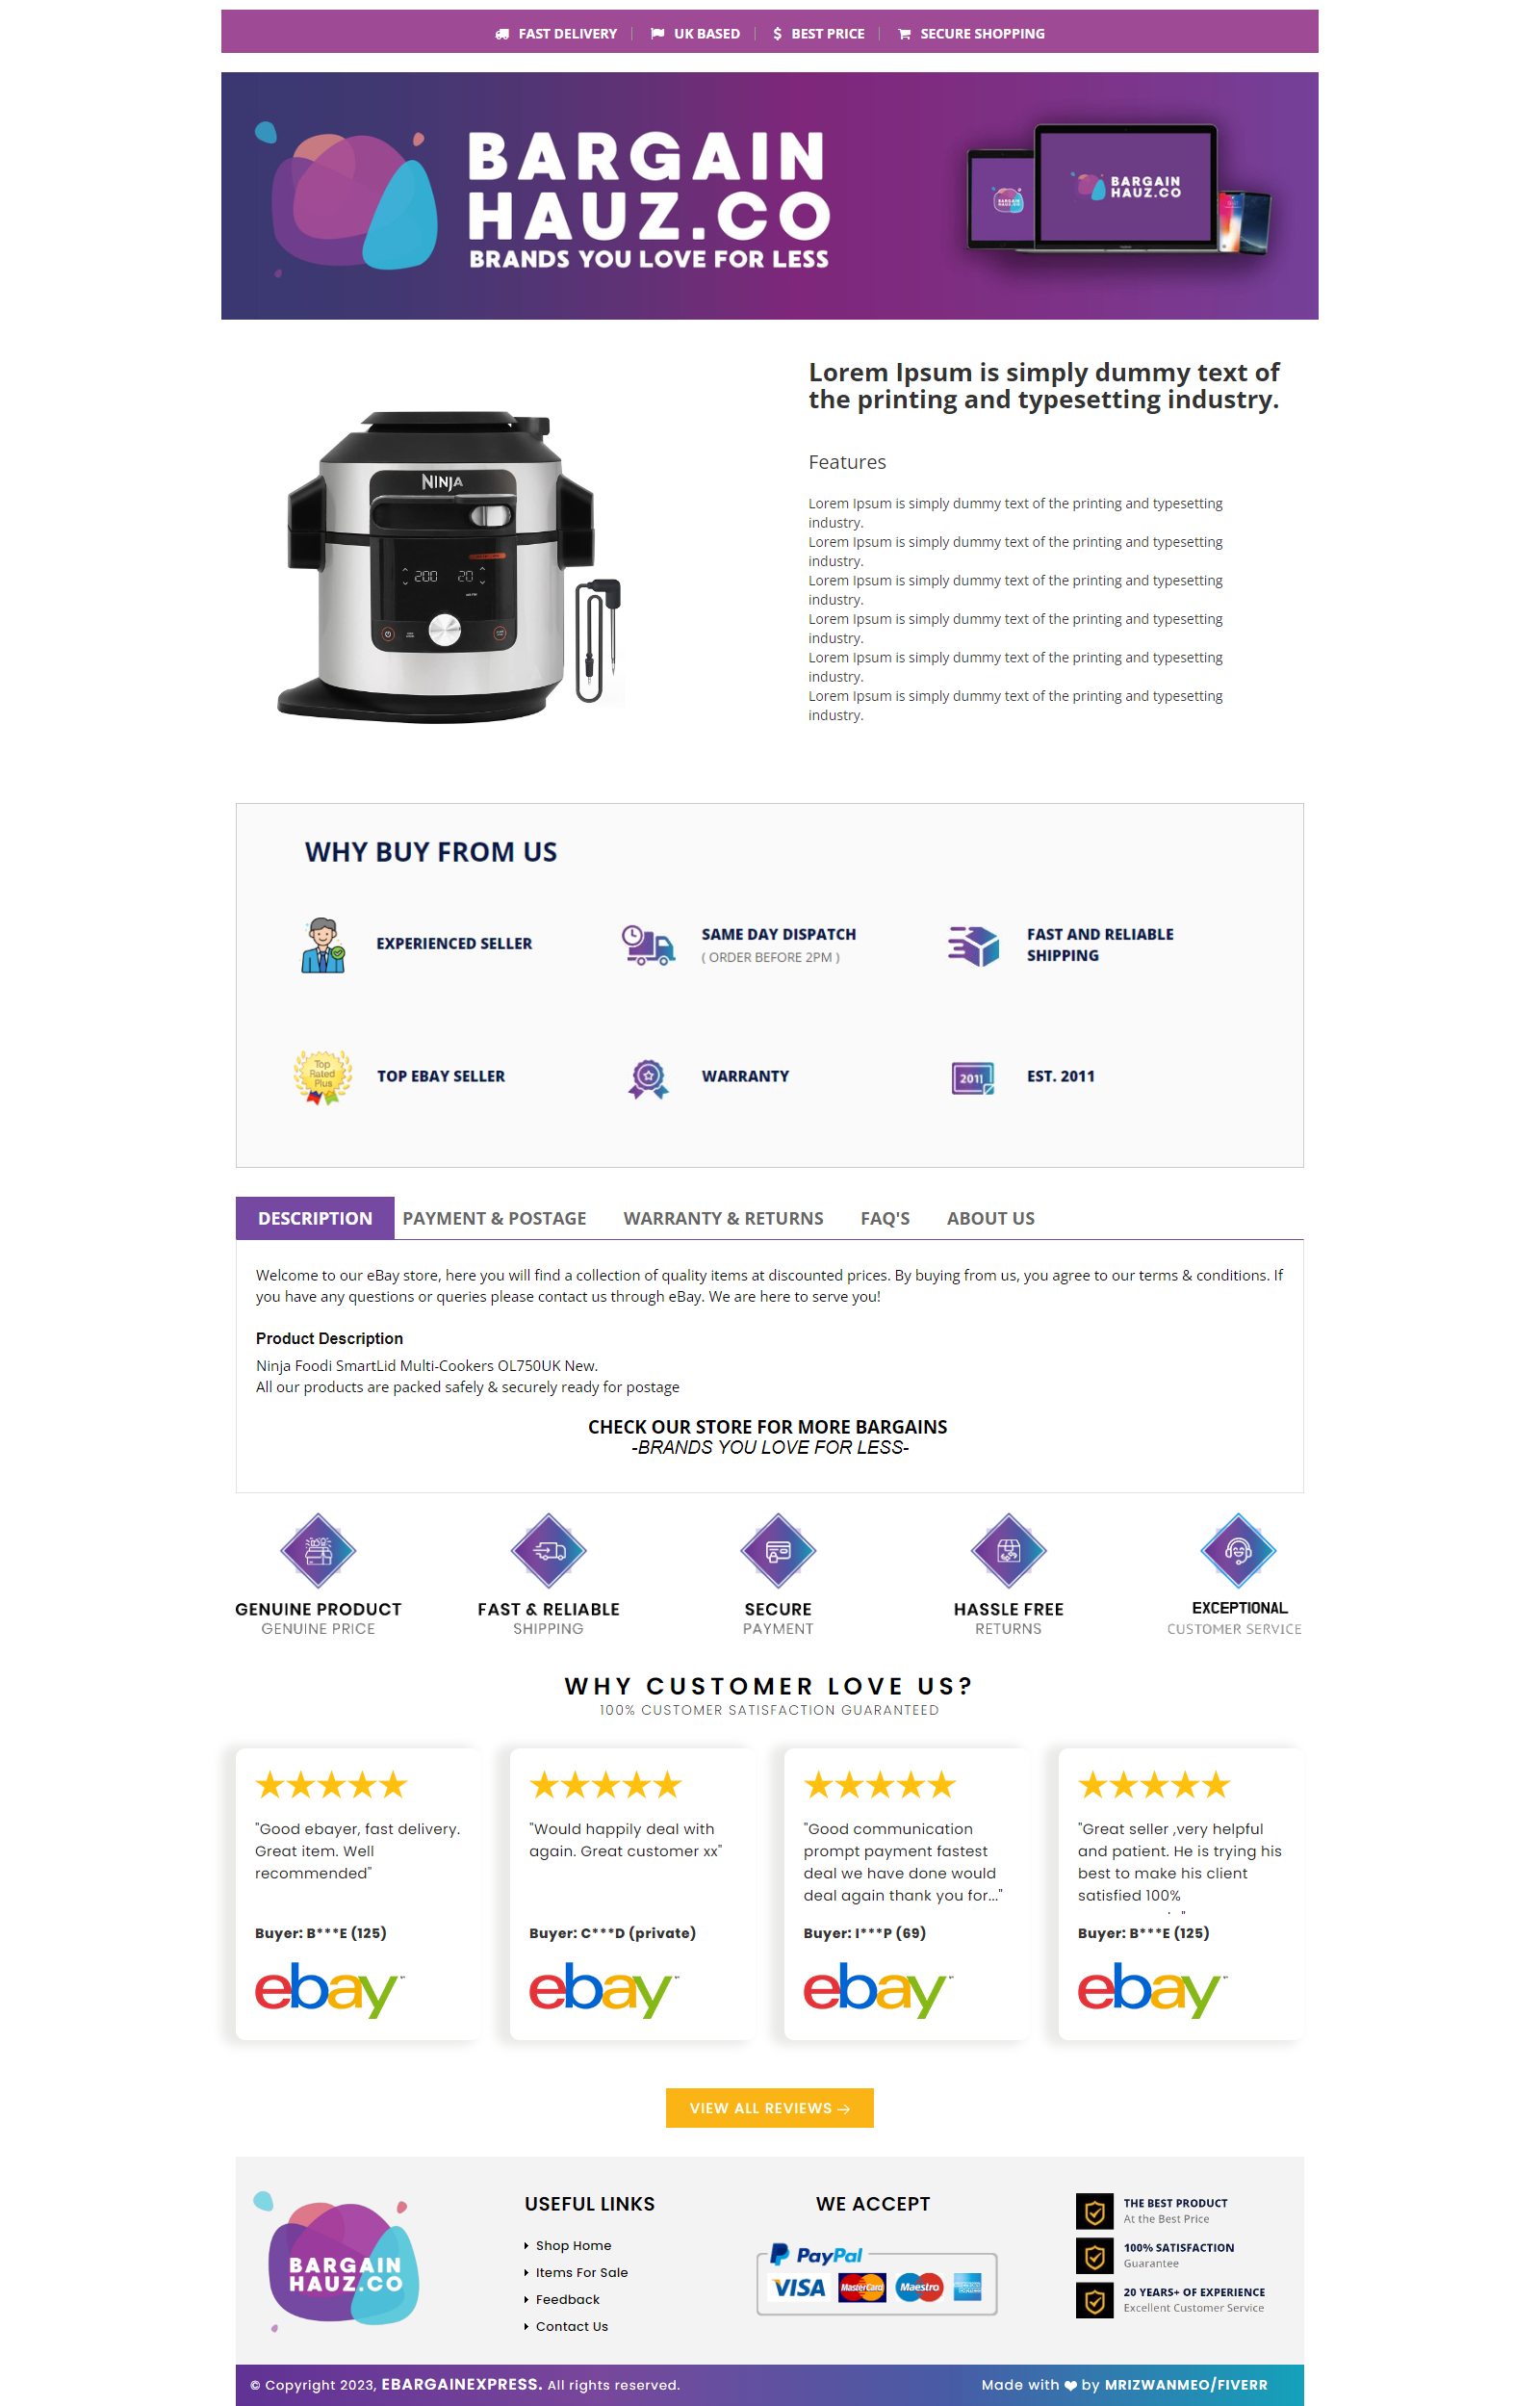 FAST DELIVERY | UK BASED | $ BEST PRICE | SECURE SHOPPING
BARGAIN
HAUZ.CO
BRANDS YOU LOVE FOR LESS
BARGAIN
HAUZ.CO
BARGAIN
HAUZ.CO
Lorem Ipsum is simply dummy text of
the printing and typesetting industry.
Features
Lorem Ipsum is simply dummy text of the printing and typesetting
industry.
Lorem Ipsum is simply dummy text of the printing and typesetting
industry.
Lorem Ipsum is simply dummy text of the printing and typesetting
industry.
Lorem Ipsum is simply dummy text of the printing and typesetting
industry.
Lorem Ipsum is simply dummy text of the printing and typesetting
industry.
Lorem Ipsum is simply dummy text of the printing and typesetting
industry.
NINJA
200 20
WHY BUY FROM US
EXPERIENCED SELLER
SAME DAY DISPATCH
( ORDER BEFORE 2PM )
FAST AND RELIABLE
SHIPPING
Top
Rated
Plus
TOP EBAY SELLER
WARRANTY
2011
EST. 2011
DESCRIPTION PAYMENT & POSTAGE WARRANTY & RETURNS FAQ'S ABOUT US
Welcome to our eBay store, here you will find a collection of quality items at discounted prices. By buying from us, you agree to our terms & conditions. If
you have any questions or queries please contact us through eBay. We are here to serve you!
Product Description
Ninja Foodi SmartLid Multi-Cookers OL750UK New.
All our products are packed safely & securely ready for postage
CHECK OUR STORE FOR MORE BARGAINS
-BRANDS YOU LOVE FOR LESS-
GENUINE PRODUCT
GENUINE PRICE
FAST & RELIABLE
SHIPPING
SECURE
PAYMENT
HASSLE FREE
RETURNS
EXCEPTIONAL
CUSTOMER SERVICE
WHY CUSTOMER LOVE US?
100% CUSTOMER SATISFACTION GUARANTEED
"Good ebayer, fast delivery.
Great item. Well
recommended"
Buyer: B***E (125)
ebay
"Would happily deal with
again. Great customer xx"
Buyer: C***D (private)
ebay
"Good communication
prompt payment fastest
deal we have done would
deal again thank you for..."
Buyer: I***P (69)
ebay
"Great seller ,very helpful
and patient. He is trying his
best to make his client
satisfied 100%
Buyer: B***E (125)
ebay
VIEW ALL REVIEWS
BARGAIN
HAUZ.CO
USEFUL LINKS
Shop Home
Items For Sale
Feedback
Contact Us
WE ACCEPT
PayPal
VISA MasterCard Maestro
THE BEST PRODUCT
At the Best Price
100% SATISFACTION
Guarantee
20 YEARS+ OF EXPERIENCE
Excellent Customer Service
© Copyright 2023, EBARGAINEXPRESS. All rights reserved.
Made with ❤ by MRIZWANMEO/FIVERR